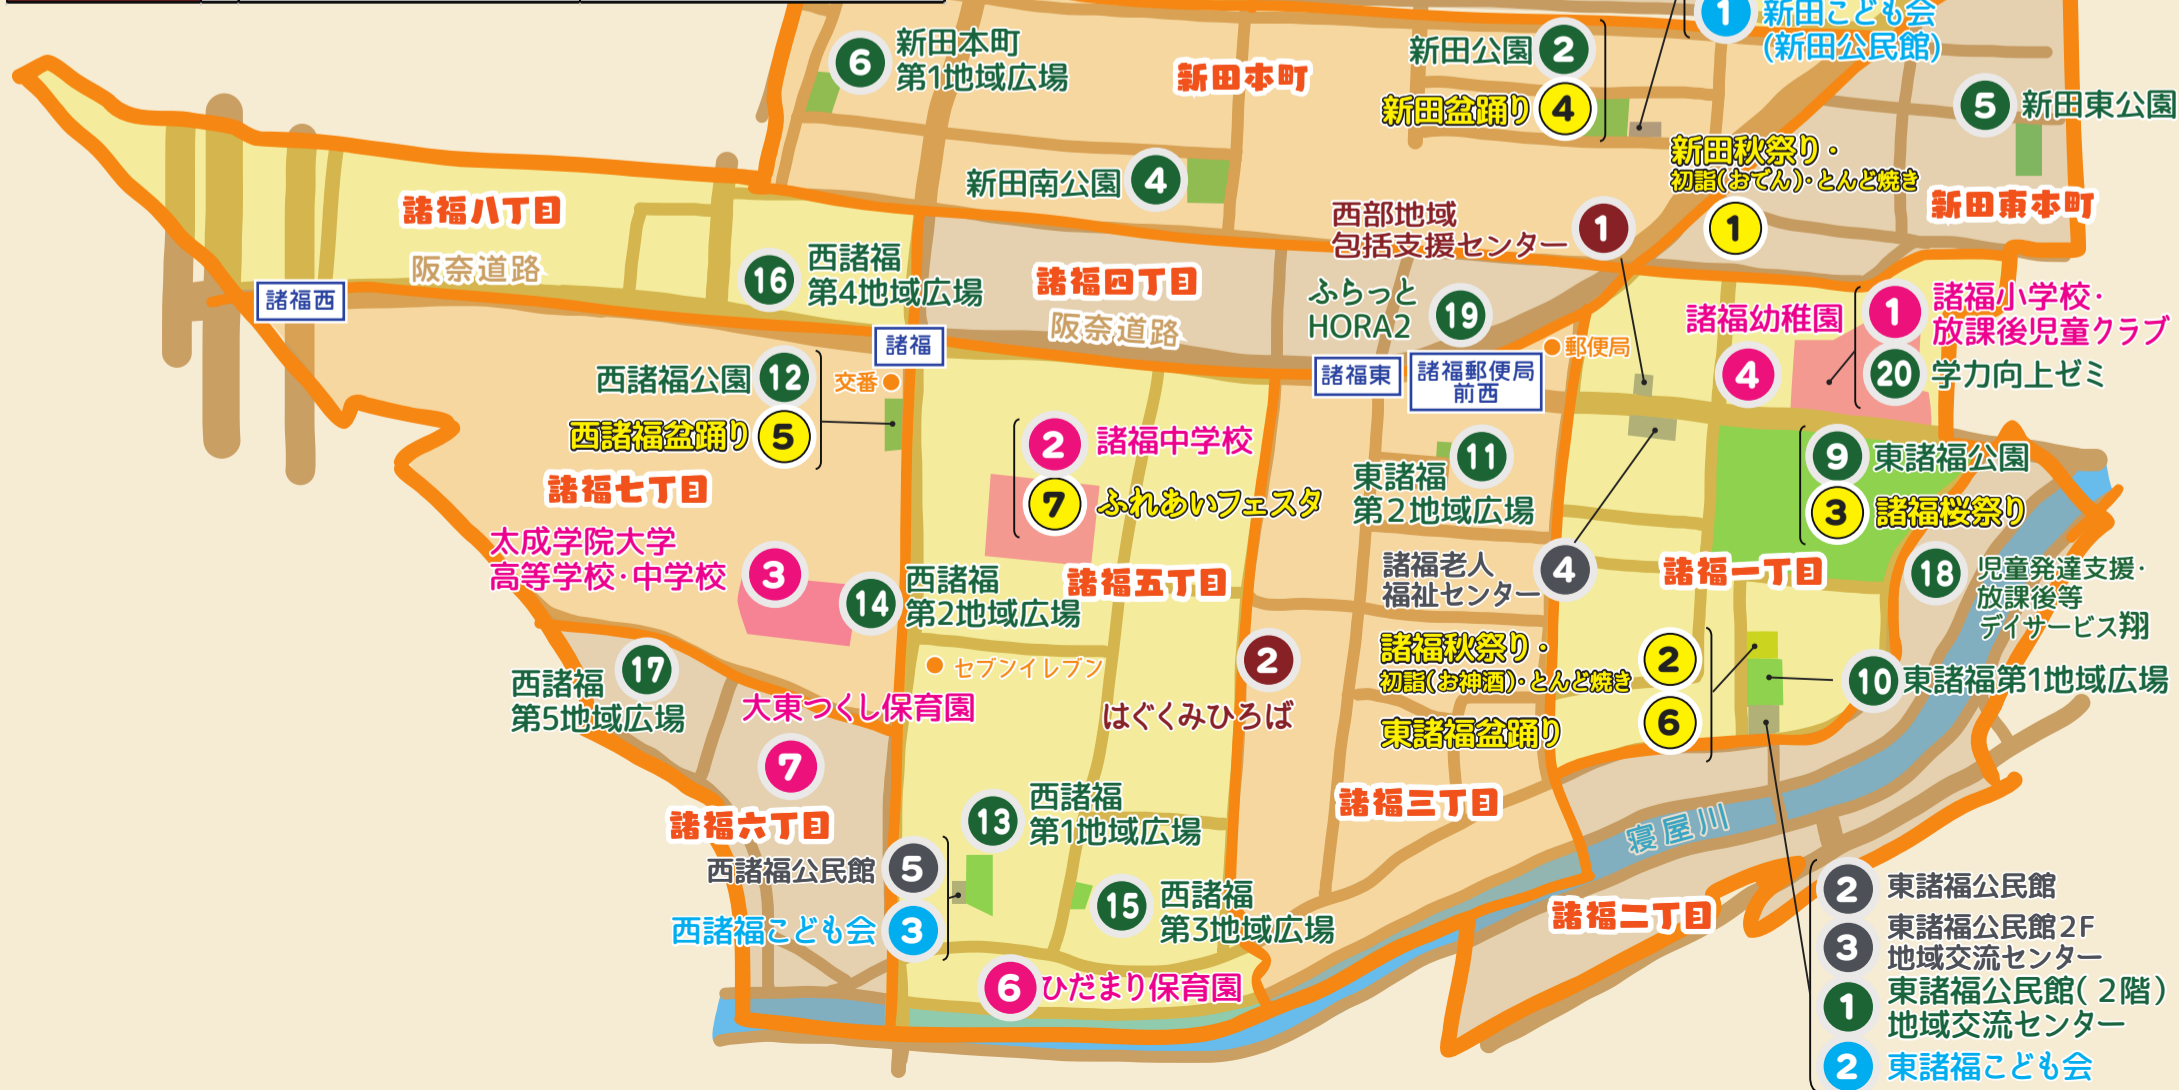 1
新田こども会
(新田公民館)
6
新田本町
第1地域広場
新田本町
新田公園
2
新田盆踊り
4
5
新田東公園
新田南公園
4
新田秋祭り・
初詣(おでん)・とんど焼き
1
新田東本町
諸福八丁目
阪奈道路
諸福西
16
西諸福
第4地域広場
諸福四丁目
阪奈道路
西部地域
包括支援センター
1
ふらっと
HORA2
19
諸福
諸福東
諸福郵便局
前西
郵便局
諸福幼稚園
4
1
諸福小学校・
放課後児童クラブ
20
学力向上ゼミ
西諸福公園
12
交番
西諸福盆踊り
5
諸福七丁目
2
諸福中学校
7
ふれあいフェスタ
11
東諸福
第2地域広場
9
東諸福公園
3
諸福桜祭り
太成学院大学
高等学校・中学校
3
14
西諸福
第2地域広場
諸福五丁目
諸福老人
福祉センター
4
諸福一丁目
18
児童発達支援・
放課後等
デイサービス翔
17
西諸福
第5地域広場
セブンイレブン
2
はぐくみひろば
諸福秋祭り・
初詣(お神酒)・とんど焼き
2
東諸福盆踊り
6
10
東諸福第1地域広場
大東つくし保育園
7
諸福六丁目
13
西諸福
第1地域広場
諸福三丁目
寝屋川
西諸福公民館
5
西諸福こども会
3
15
西諸福
第3地域広場
諸福二丁目
6
ひだまり保育園
2
東諸福公民館
3
東諸福公民館2F
地域交流センター
1
東諸福公民館(2階)
地域交流センター
2
東諸福こども会